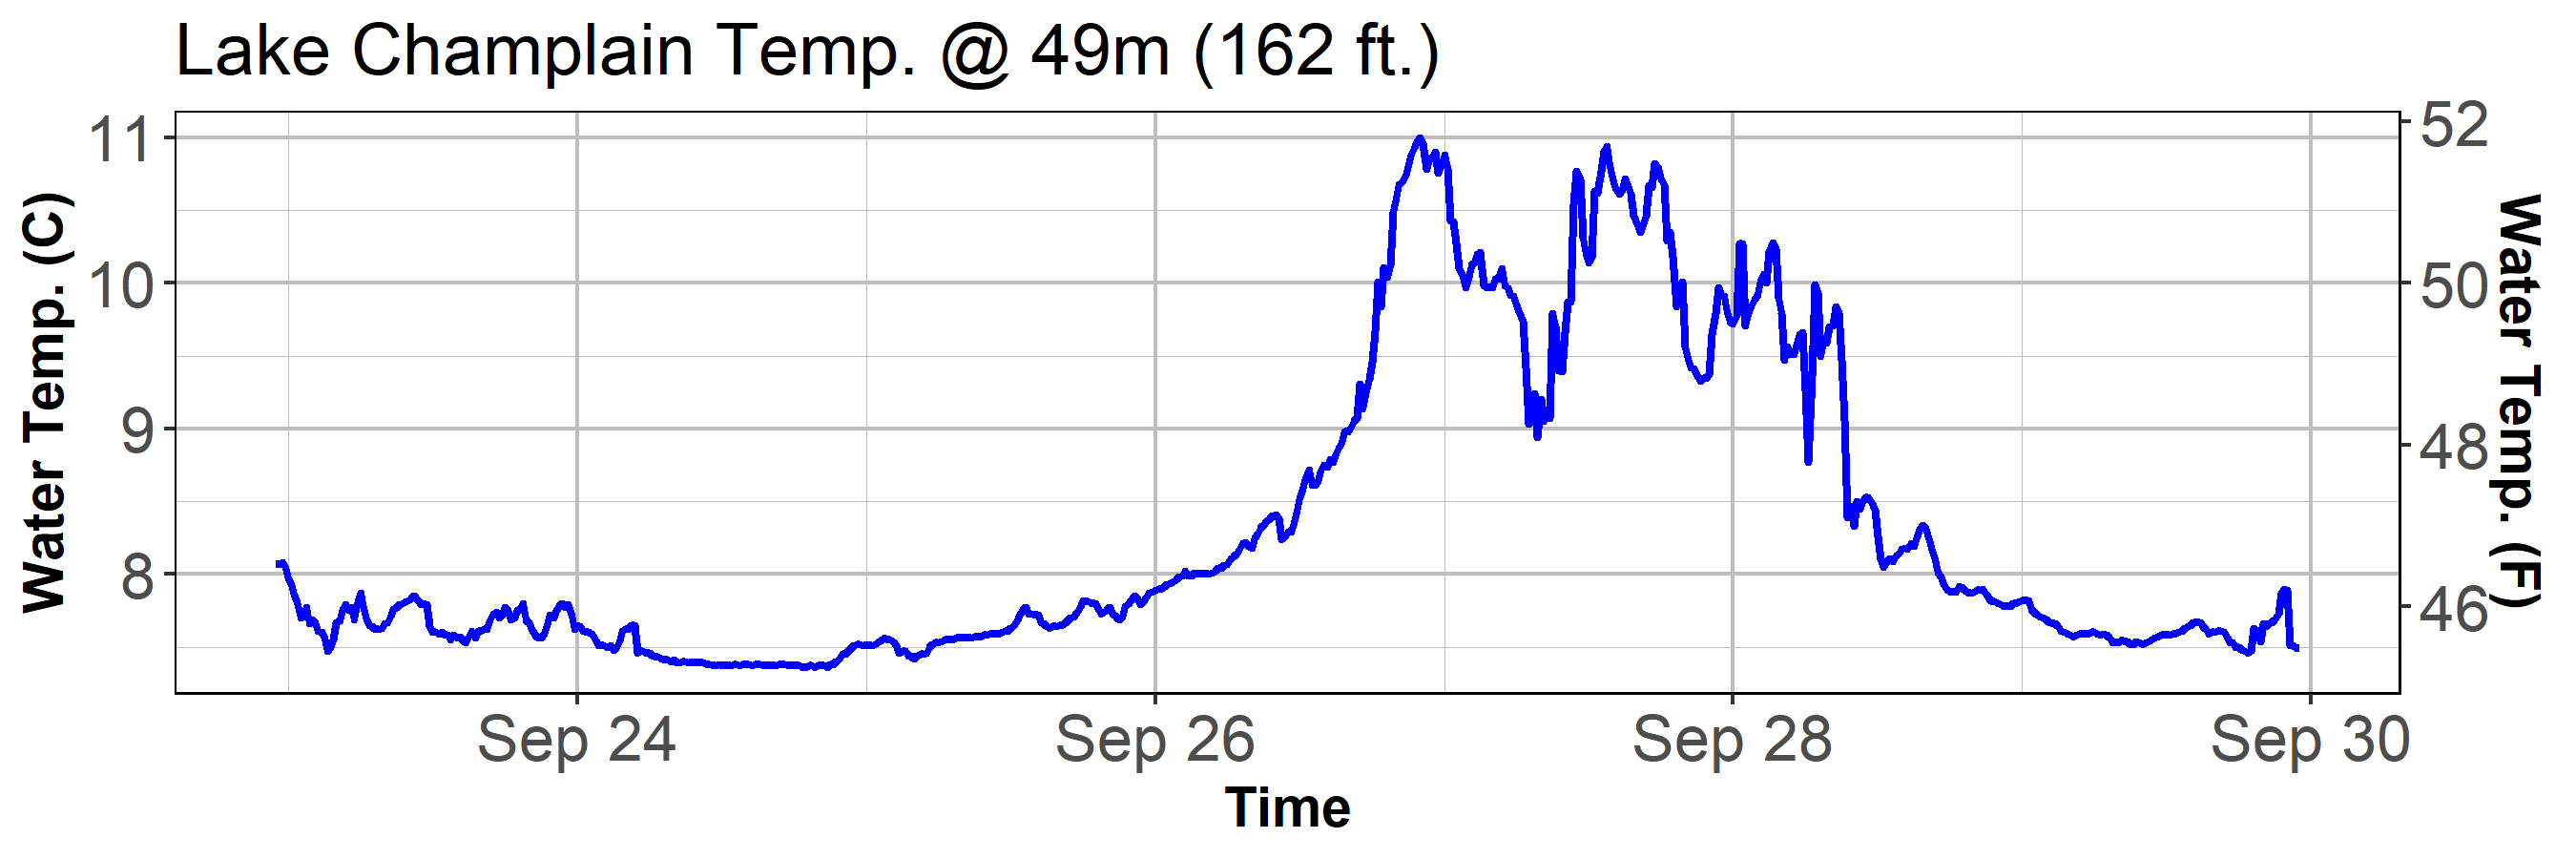 Lake Champlain Temp. @ 49m (162 ft.)
Water Temp. (C)
11
10
9
8
52
50
48
46
Water Temp. (F)
Sep 24
Sep 26
Sep 28
Sep 30
Time